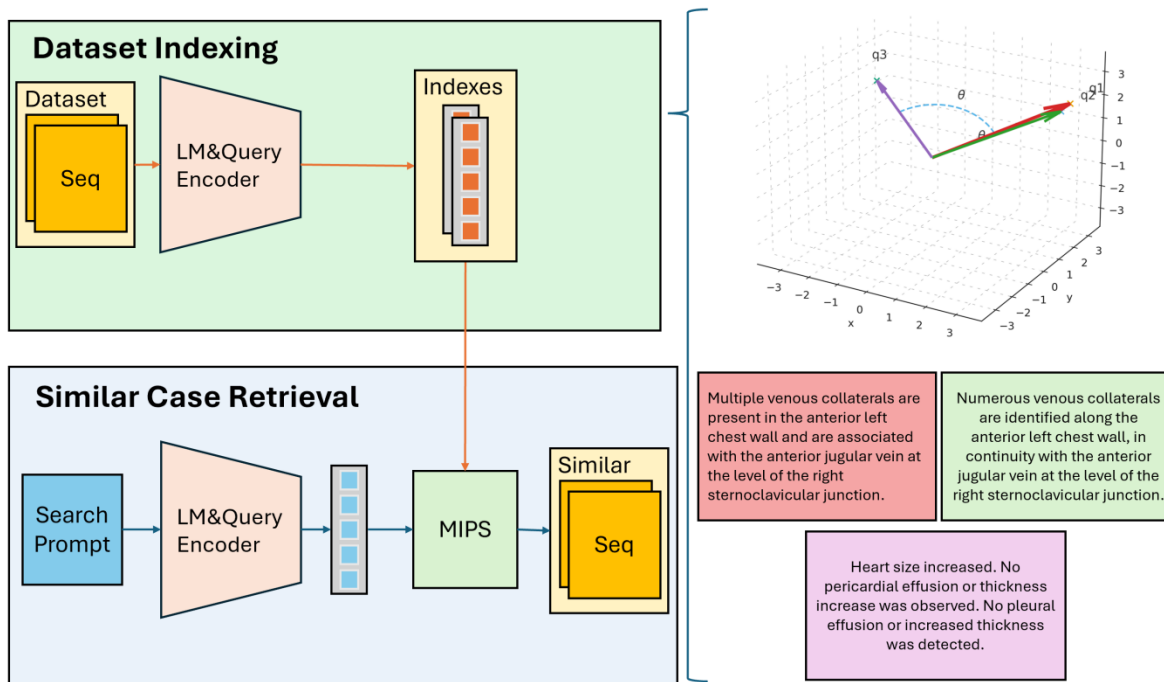 Dataset Indexing
Dataset
Seq
LM&Query
Encoder
Indexes
Similar Case Retrieval
Search
Prompt
LM&Query
Encoder
MIPS
Similar
Seq
q3
θ
q1
q2
θ
3
2
1
0
−1
−2
−3
−3
−2
−1
0
1
2
3
x
−3
−2
−1
0
1
2
3
y
Multiple venous collaterals are
present in the anterior left
chest wall and are associated
with the anterior jugular vein at
the level of the right
sternoclavicular junction.
Numerous venous collaterals
are identified along the
anterior left chest wall, in
continuity with the anterior
jugular vein at the level of the
right sternoclavicular junction.
Heart size increased. No
pericardial effusion or thickness
increase was observed. No pleural
effusion or increased thickness
was detected.